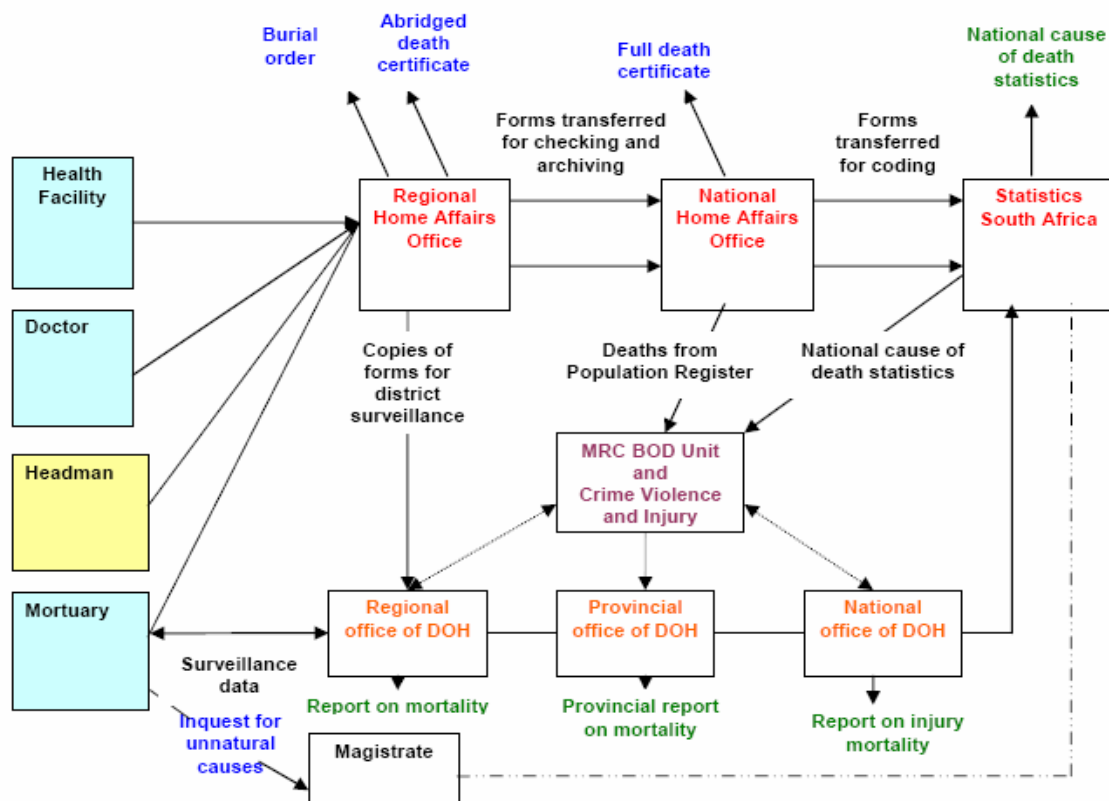 Burial
order
Abridged
death
certificate
Full death
certificate
National cause
of death
statistics
Forms transferred
for checking and
archiving
Forms
transferred
for coding
Health
Facility
Regional
Home Affairs
Office
National
Home Affairs
Office
Statistics
South Africa
Doctor
Copies of
forms for
district
surveillance
Deaths from
Population Register
National cause of
death statistics
Headman
MRC BOD Unit
and
Crime Violence
and Injury
Mortuary
Regional
office of DOH
Provincial
office of DOH
National
office of DOH
Surveillance
data
Report on mortality
Provincial report
on mortality
Report on injury
mortality
Inquest for
unnatural
causes
Magistrate